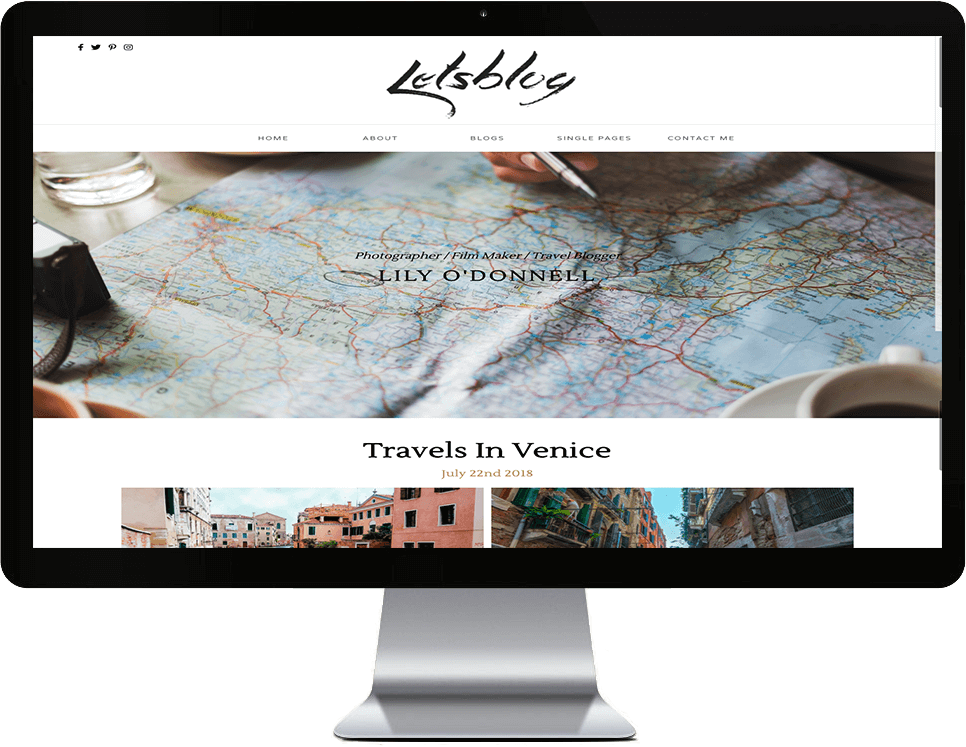 Letsblog
HOME ABOUT BLOGS SINGLE PAGES CONTACT ME
Photographer / Film Maker / Travel Blogger
LILY O'DONNELL
Travels In Venice
July 22nd 2018